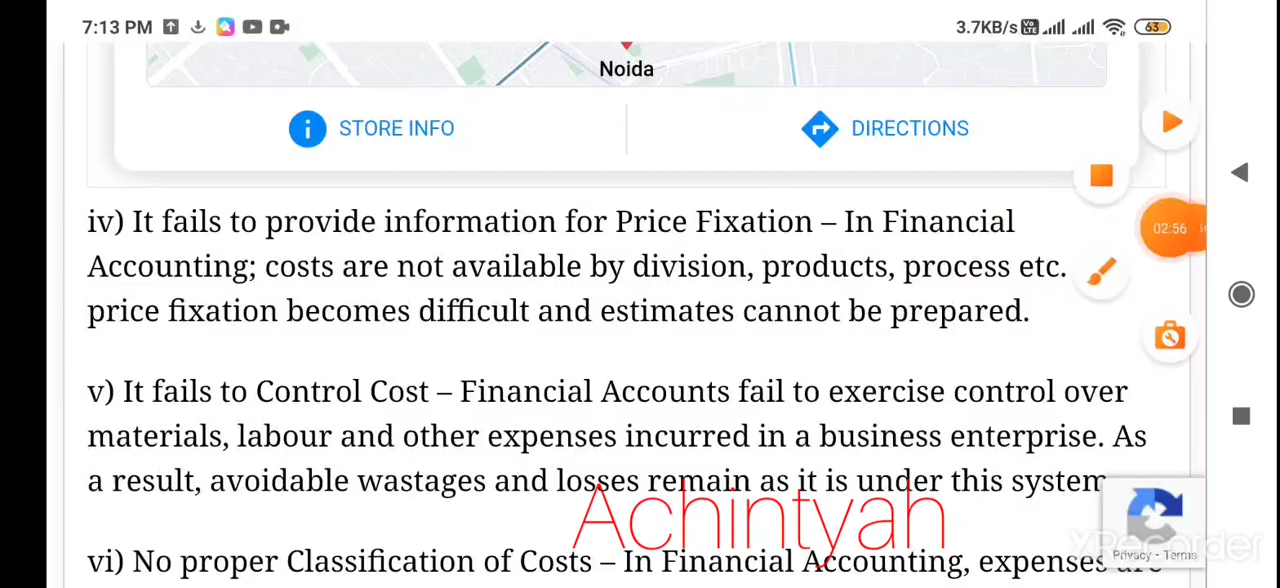 7:13 PM
3.7KB/s Vo LTE 63
Noida
STORE INFO
DIRECTIONS
02:56
iv) It fails to provide information for Price Fixation – In Financial
Accounting; costs are not available by division, products, process etc.
price fixation becomes difficult and estimates cannot be prepared.
v) It fails to Control Cost – Financial Accounts fail to exercise control over
materials, labour and other expenses incurred in a business enterprise. As
a result, avoidable wastages and losses remain as it is under this system
Achintyah
vi) No proper Classification of Costs – In Financial Accounting, expenses are
XRecorder
Privacy - Terms